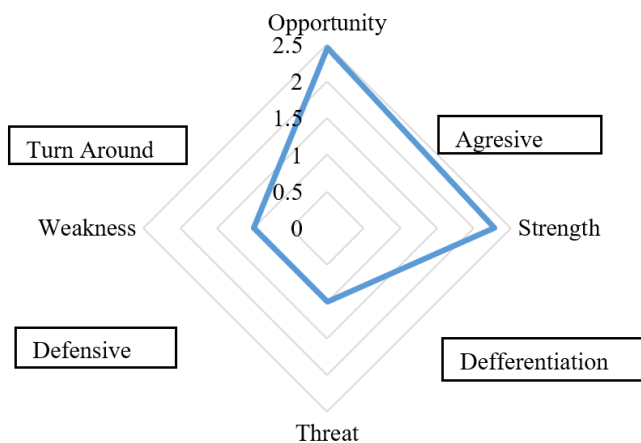 Opportunity
2.5
2
1.5
1
0.5
0
Turn Around
Agresive
Weakness
Strength
Defensive
Defferentiation
Threat